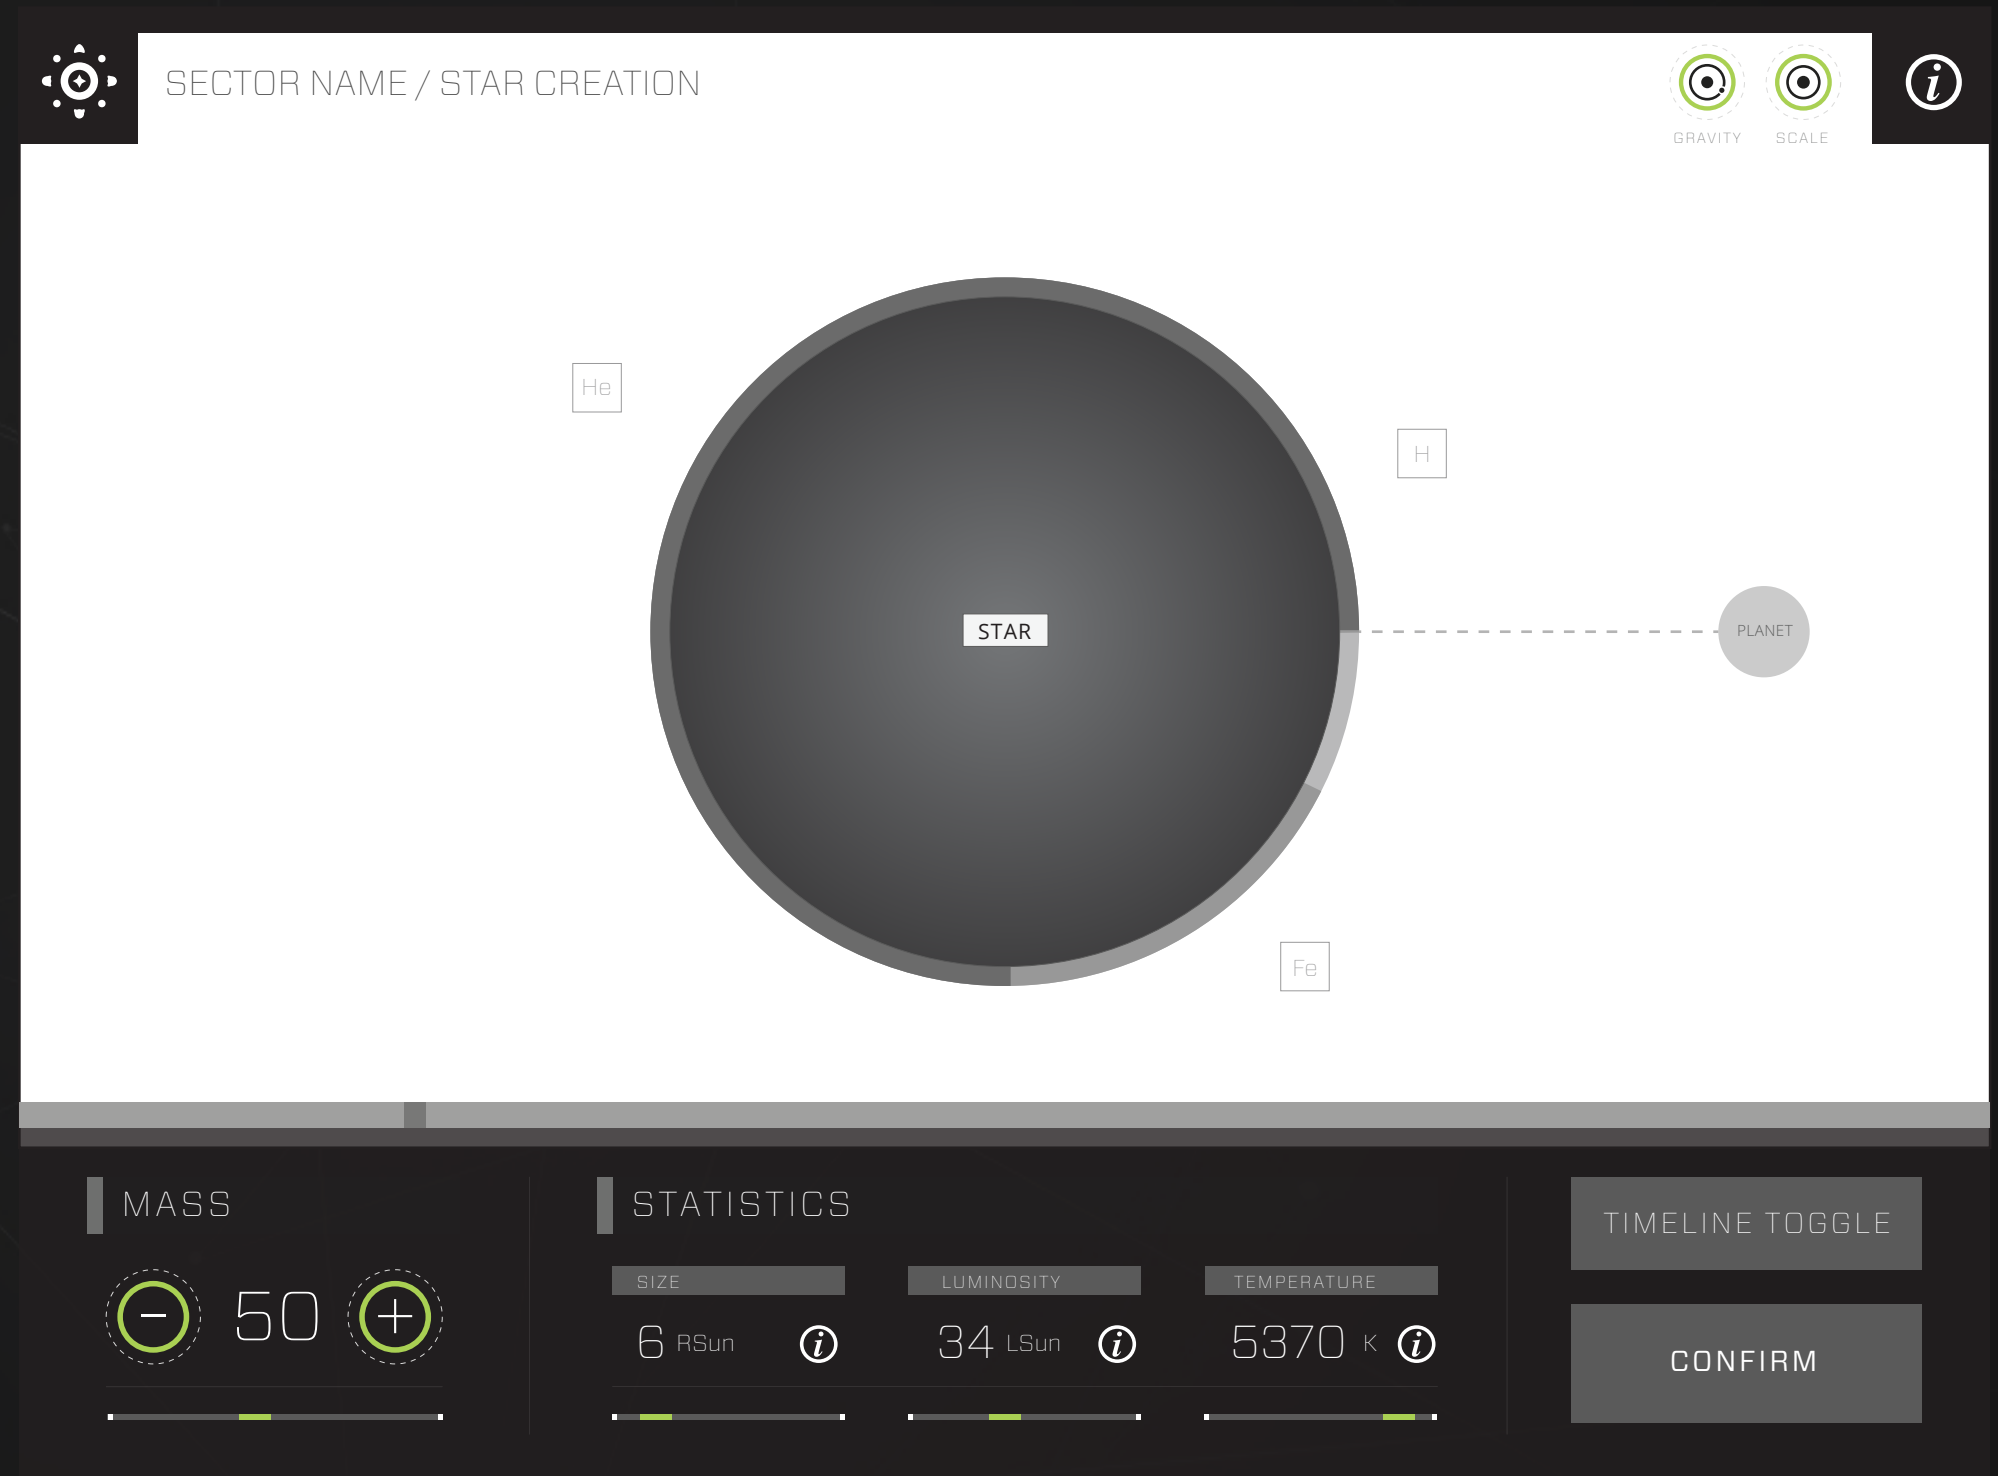 SECTOR NAME / STAR CREATION
GRAVITY
SCALE
He
H
STAR
PLANET
Fe
MASS
50
STATISTICS
SIZE
6 RSun
LUMINOSITY
34 LSun
TEMPERATURE
5370 K
TIMELINE TOGGLE
CONFIRM